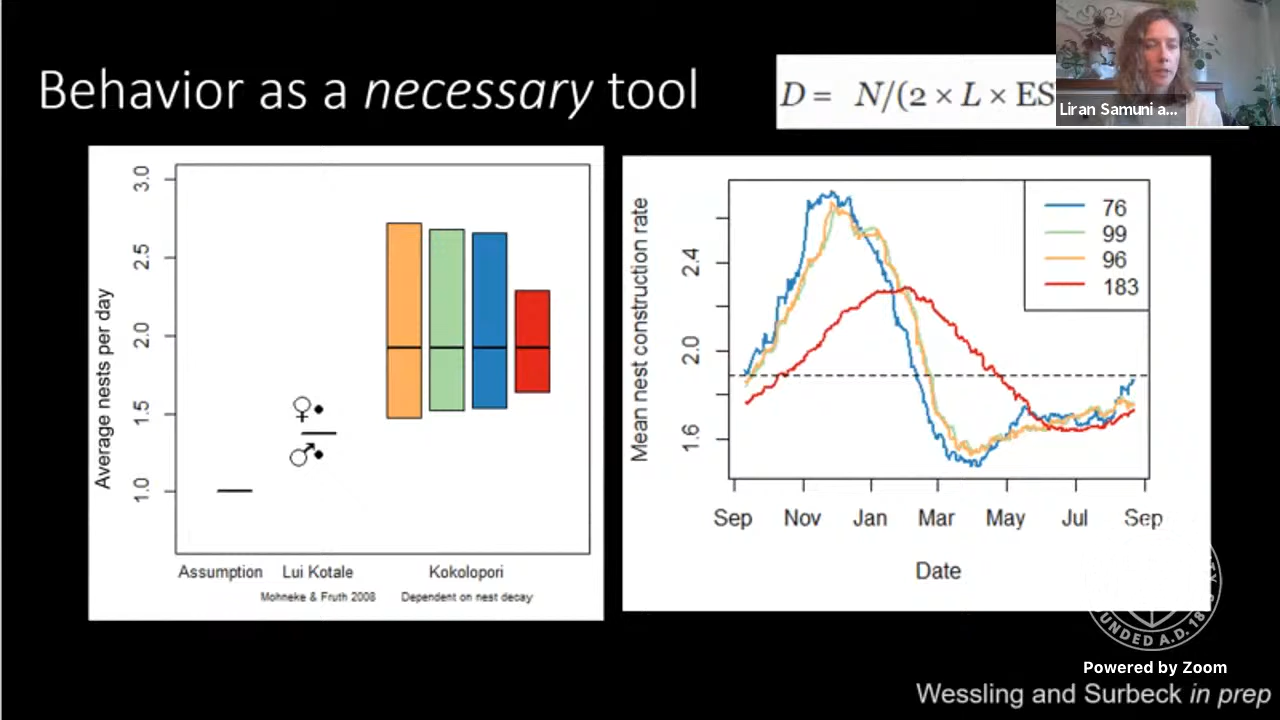 Behavior as a necessary tool
D = N/(2 × L × ES
Liran Samuni a...
3.0
2.5
2.0
1.5
1.0
Average nests per day
♀
♂
Assumption
Lui Kotale
Kokolopori
Mohneke & Fruth 2008
Dependent on nest decay
Mean nest construction rate
2.4
2.0
1.6
76
99
96
183
Sep
Nov
Jan
Mar
May
Jul
Sep
Date
UNDED A.D. 18
Powered by Zoom
Wessling and Surbeck in prep